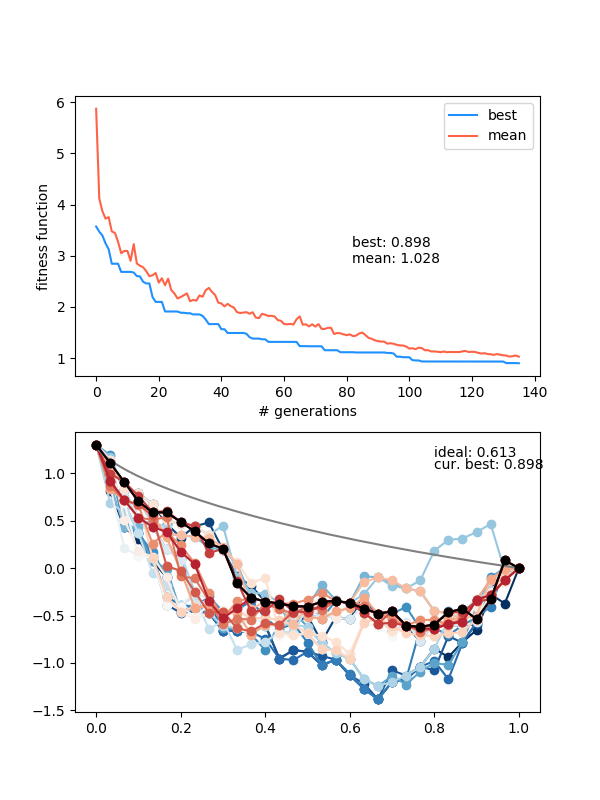 6
5
4
3
2
1
fitness function
best
mean
best: 0.898
mean: 1.028
0 20 40 60 80 100 120 140
# generations
ideal: 0.613
cur. best: 0.898
1.0
0.5
0.0
−0.5
−1.0
−1.5
0.0 0.2 0.4 0.6 0.8 1.0